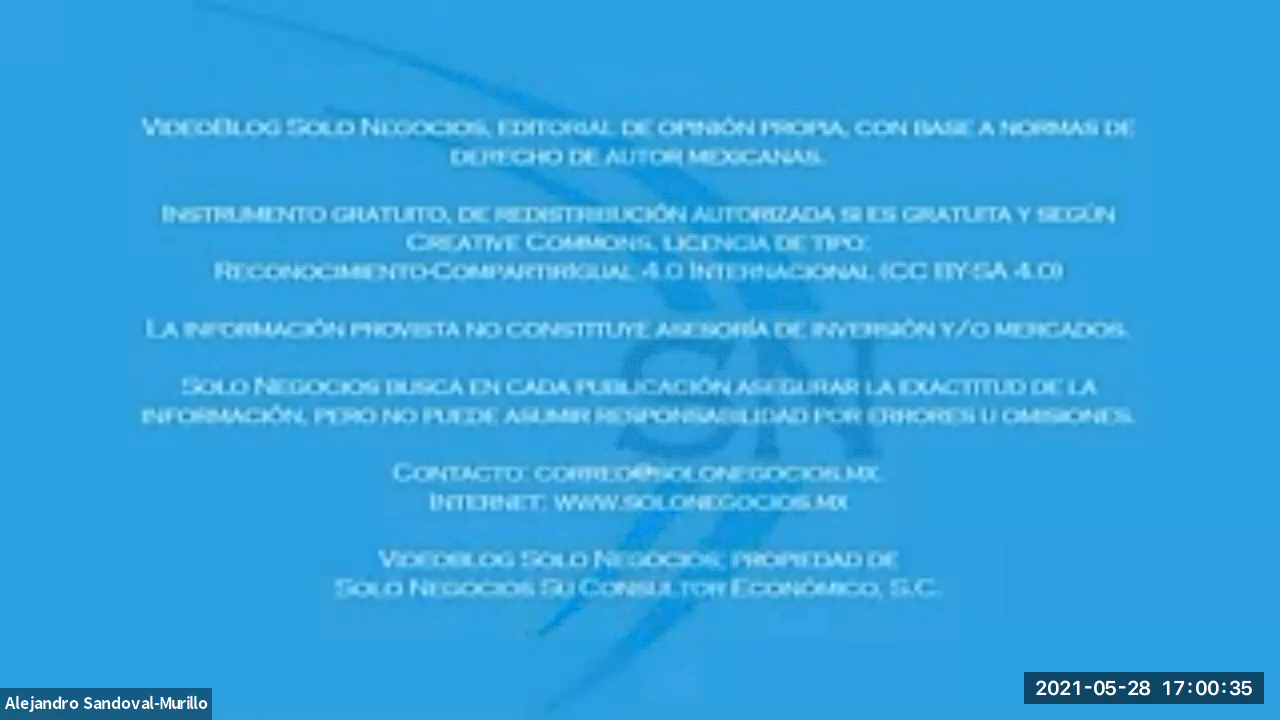 VideoBlog Solo Negocios, editorial de opinión propia, con base a normas de
derecho de autor mexicanas.
Instrumento gratuito, de redistribución autorizada si es gratuita y según
Creative Commons, licencia de tipo:
Reconocimiento-CompartirIgual 4.0 Internacional (CC BY-SA 4.0)
La información provista no constituye asesoría de inversión y/o mercados.
Solo Negocios busca en cada publicación asegurar la exactitud de la
información, pero no puede asumir responsabilidad por errores u omisiones.
SN
Contacto: correo@solonegocios.mx
Internet: www.solonegocios.mx
Videoblog Solo Negocios; propiedad de
Solo Negocios Su Consultor Económico, S.C.
Alejandro Sandoval-Murillo
2021-05-28 17:00:35